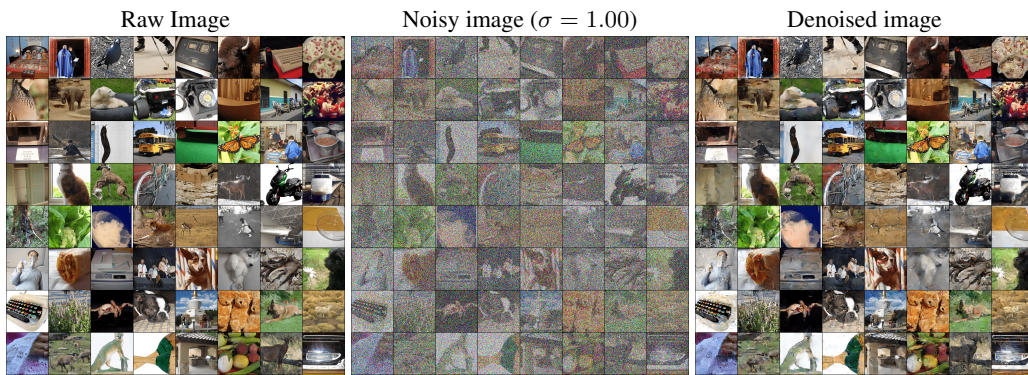 Raw Image
Noisy image (σ = 1.00)
Denoised image